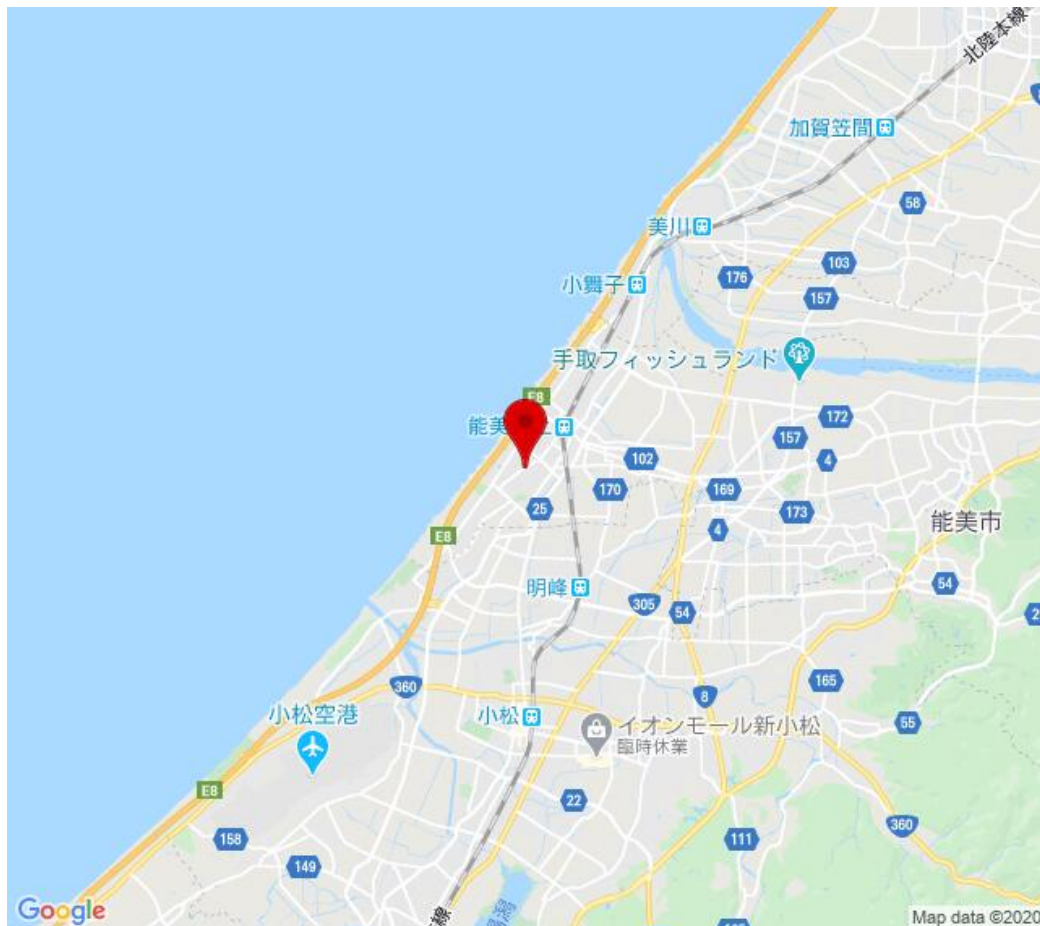 北陸本線
加賀笠間
58
美川
103
176
小舞子
157
手取フィッシュランド
E8
172
能美
157
102
4
170
169
25
173
4
能美市
E8
54
明峰
305
54
360
165
8
小松空港
小松
55
イオンモール新小松
臨時休業
E8
22
158
111
360
149
線
Google
Map data ©2020